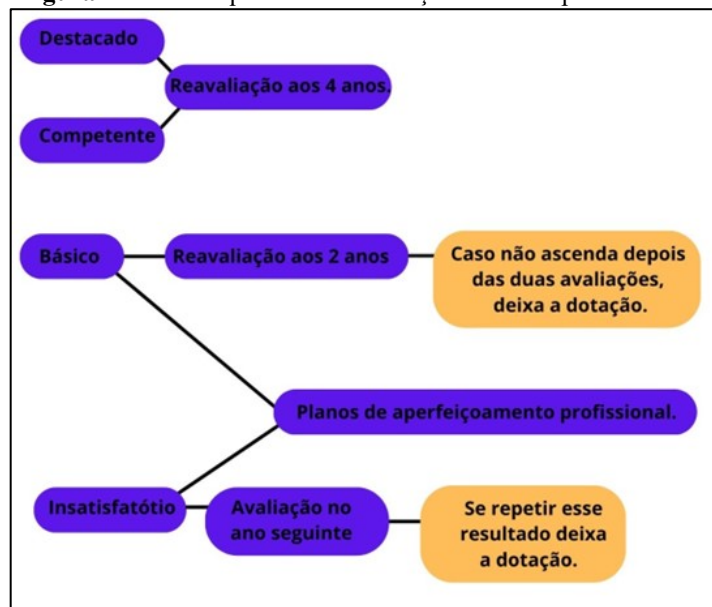 Destacado
Reavaliação aos 4 anos.
Competente
Básico
Reavaliação aos 2 anos
Caso não ascenda depois
das duas avaliações,
deixa a dotação.
Planos de aperfeiçoamento profissional.
Insatisfatótio
Avaliação no
ano seguinte
Se repetir esse
resultado deixa
a dotação.